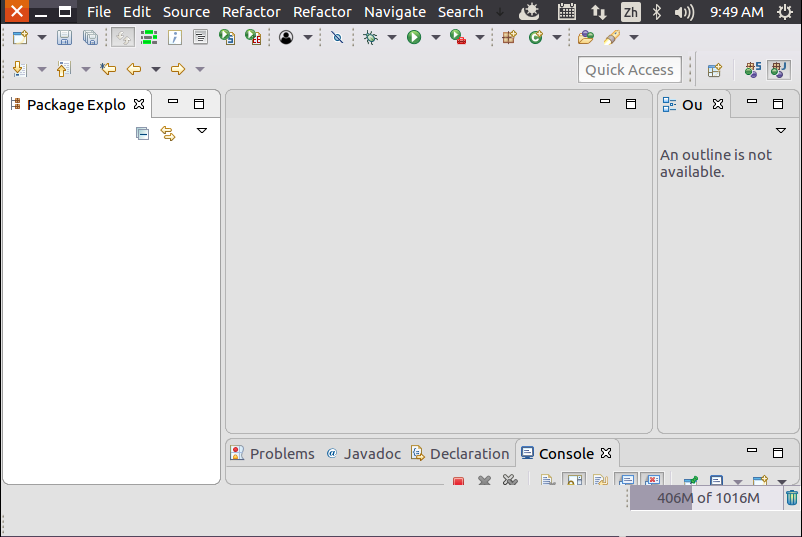 File Edit Source Refactor Refactor Navigate Search Zh 9:49 AM
Quick Access
Package Explo
Ou
An outline is not
available.
Problems @ Javadoc Declaration Console
406M of 1016M